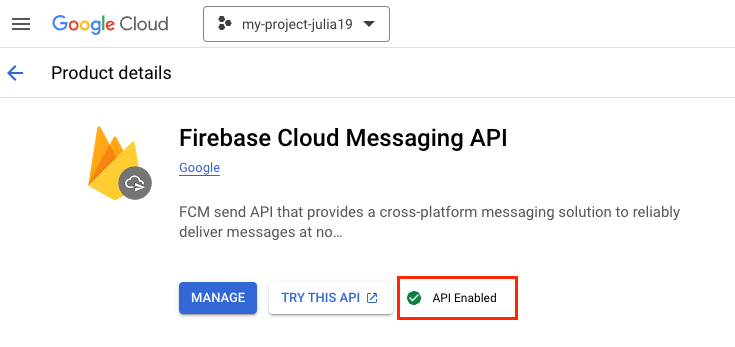 Google Cloud
my-project-julia19
Product details
Firebase Cloud Messaging API
Google
FCM send API that provides a cross-platform messaging solution to reliably
deliver messages at no…
MANAGE
TRY THIS API
API Enabled